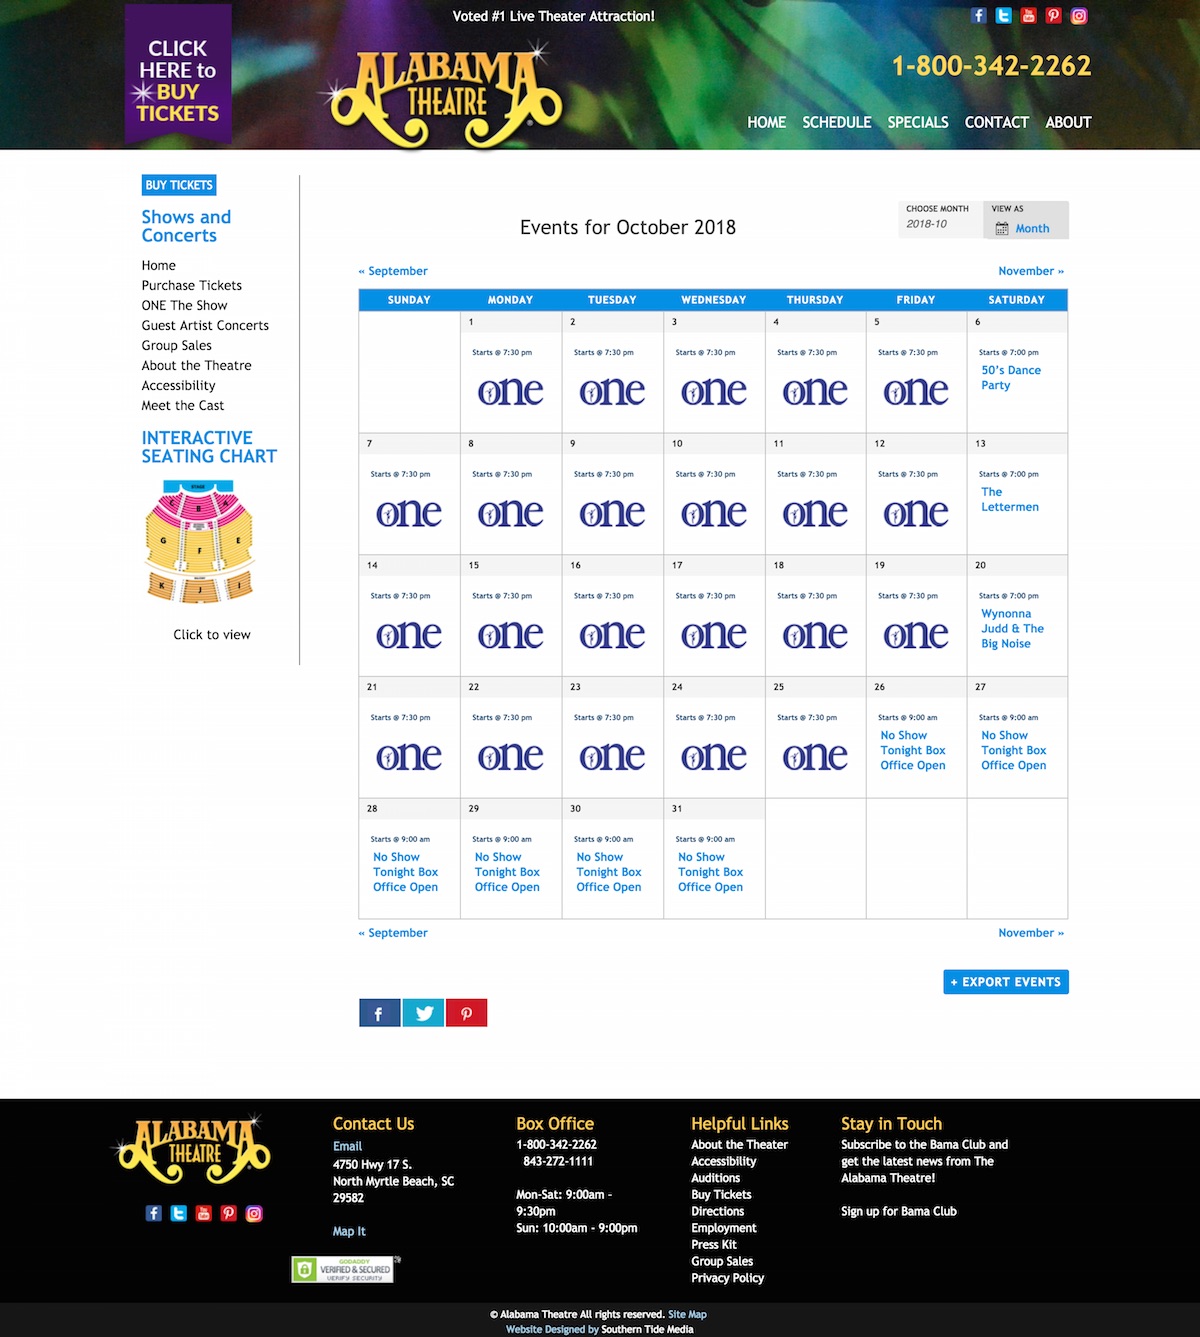 Voted #1 Live Theater Attraction!
CLICK
HERE to
BUY
TICKETS
ALABAMA
THEATRE
1-800-342-2262
HOME SCHEDULE SPECIALS CONTACT ABOUT
BUY TICKETS
Shows and
Concerts
Home
Purchase Tickets
ONE The Show
Guest Artist Concerts
Group Sales
About the Theatre
Accessibility
Meet the Cast
INTERACTIVE
SEATING CHART
STAGE
C B A
G F E
K J I
Click to view
Events for October 2018
CHOOSE MONTH
2018-10
VIEW AS
Month
« September November »
SUNDAY MONDAY TUESDAY WEDNESDAY THURSDAY FRIDAY SATURDAY
1 2 3 4 5 6
Starts @ 7:30 pm Starts @ 7:30 pm Starts @ 7:30 pm Starts @ 7:30 pm Starts @ 7:30 pm Starts @ 7:00 pm
one one one one one 50's Dance
Party
7 8 9 10 11 12 13
Starts @ 7:30 pm Starts @ 7:30 pm Starts @ 7:30 pm Starts @ 7:30 pm Starts @ 7:30 pm Starts @ 7:30 pm Starts @ 7:00 pm
one one one one one one The
Lettermen
14 15 16 17 18 19 20
Starts @ 7:30 pm Starts @ 7:30 pm Starts @ 7:30 pm Starts @ 7:30 pm Starts @ 7:30 pm Starts @ 7:30 pm Starts @ 7:00 pm
one one one one one one Wynonna
Judd & The
Big Noise
21 22 23 24 25 26 27
Starts @ 7:30 pm Starts @ 7:30 pm Starts @ 7:30 pm Starts @ 7:30 pm Starts @ 7:30 pm Starts @ 9:00 am Starts @ 9:00 am
one one one one one No Show No Show
Tonight Box Tonight Box
Office Open Office Open
28 29 30 31
Starts @ 9:00 am Starts @ 9:00 am Starts @ 9:00 am Starts @ 9:00 am
No Show No Show No Show No Show
Tonight Box Tonight Box Tonight Box Tonight Box
Office Open Office Open Office Open Office Open
« September November »
+ EXPORT EVENTS
ALABAMA
THEATRE
Contact Us
Email
4750 Hwy 17 S.
North Myrtle Beach, SC
29582
Map It
GODADDY
VERIFIED & SECURED
VERIFY SECURITY
Box Office
1-800-342-2262
843-272-1111
Mon-Sat: 9:00am -
9:30pm
Sun: 10:00am - 9:00pm
Helpful Links
About the Theater
Accessibility
Auditions
Buy Tickets
Directions
Employment
Press Kit
Group Sales
Privacy Policy
Stay in Touch
Subscribe to the Bama Club and
get the latest news from The
Alabama Theatre!
Sign up for Bama Club
© Alabama Theatre All rights reserved. Site Map
Website Designed by Southern Tide Media